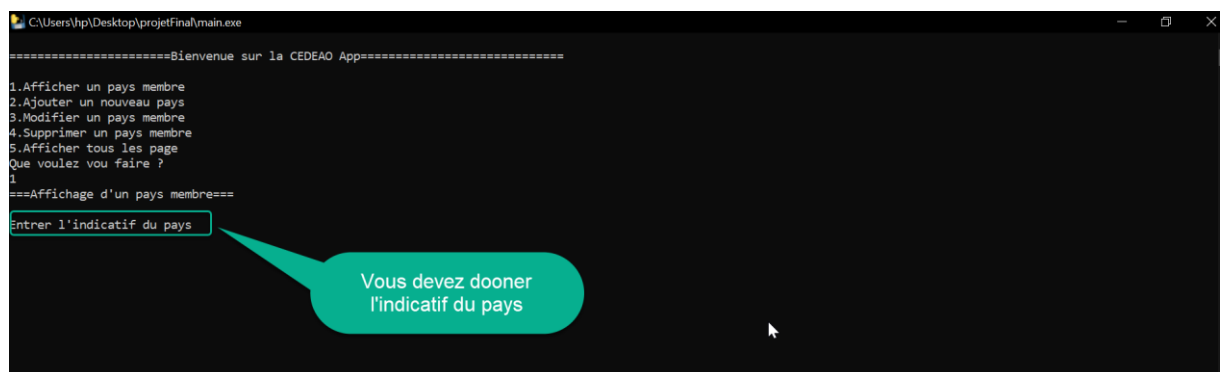 C:\Users\hp\Desktop\projetFinal\main.exe
=======================Bienvenue sur la CEDEAO App=============================
1.Afficher un pays membre
2.Ajouter un nouveau pays
3.Modifier un pays membre
4.Supprimer un pays membre
5.Afficher tous les page
Que voulez vou faire ?
1
===Affichage d'un pays membre===
Entrer l'indicatif du pays
Vous devez dooner
l'indicatif du pays